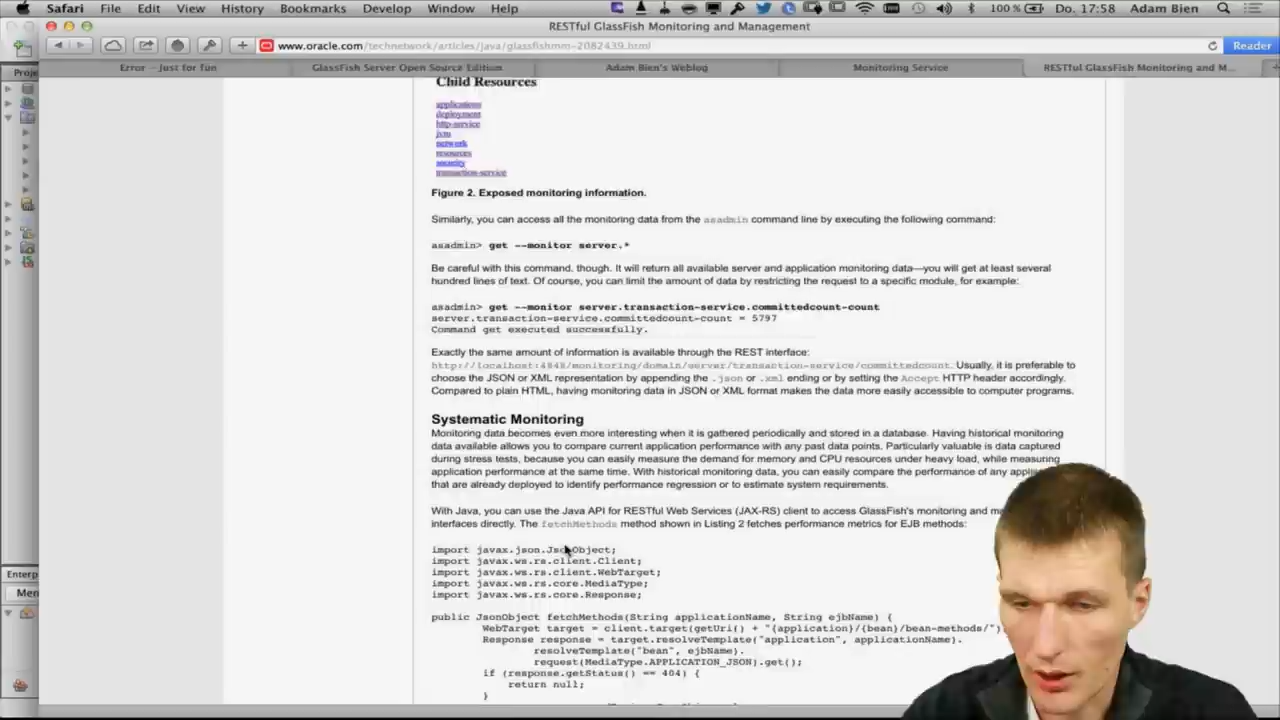 Safari File Edit View History Bookmarks Develop Window Help 100 % Do. 17:58 Adam Bien
RESTful GlassFish Monitoring and Management
www.oracle.com/technetwork/articles/java/glassfishmm-2082439.html Reader
Error – Just for fun GlassFish Server Open Source Edition Adam Bien's Weblog Monitoring Service RESTful GlassFish Monitoring and M...
Proje
Child Resources
applications
deployment
http-service
jvm
network
resources
security
transaction-service
Figure 2. Exposed monitoring information.
Similarly, you can access all the monitoring data from the asadmin command line by executing the following command:
asadmin> get --monitor server.*
Be careful with this command, though. It will return all available server and application monitoring data—you will get at least several
hundred lines of text. Of course, you can limit the amount of data by restricting the request to a specific module, for example:
asadmin> get --monitor server.transaction-service.committedcount-count
server.transaction-service.committedcount-count = 5797
Command get executed successfully.
Exactly the same amount of information is available through the REST interface:
http://localhost:4848/monitoring/domain/server/transaction-service/committedcount. Usually, it is preferable to
choose the JSON or XML representation by appending the .json or .xml ending or by setting the Accept HTTP header accordingly.
Compared to plain HTML, having monitoring data in JSON or XML format makes the data more easily accessible to computer programs.
Systematic Monitoring
Monitoring data becomes even more interesting when it is gathered periodically and stored in a database. Having historical monitoring
data available allows you to compare current application performance with any past data points. Particularly valuable is data captured
during stress tests, because you can easily measure the demand for memory and CPU resources under heavy load, while measuring
application performance at the same time. With historical monitoring data, you can easily compare the performance of any appli
that are already deployed to identify performance regression or to estimate system requirements.
With Java, you can use the Java API for RESTful Web Services (JAX-RS) client to access GlassFish's monitoring and ma
interfaces directly. The fetchMethods method shown in Listing 2 fetches performance metrics for EJB methods:
import javax.json.JsonObject;
import javax.ws.rs.client.Client;
import javax.ws.rs.client.WebTarget;
import javax.ws.rs.core.MediaType;
import javax.ws.rs.core.Response;
Enterp
Men
public JsonObject fetchMethods(String applicationName, String ejbName) {
WebTarget target = client.target(getUri() + "{application}/{bean}/bean-methods/")
Response response = target.resolveTemplate("application", applicationName).
resolveTemplate("bean", ejbName).
request(MediaType.APPLICATION_JSON).get();
if (response.getStatus() == 404) {
return null;
}